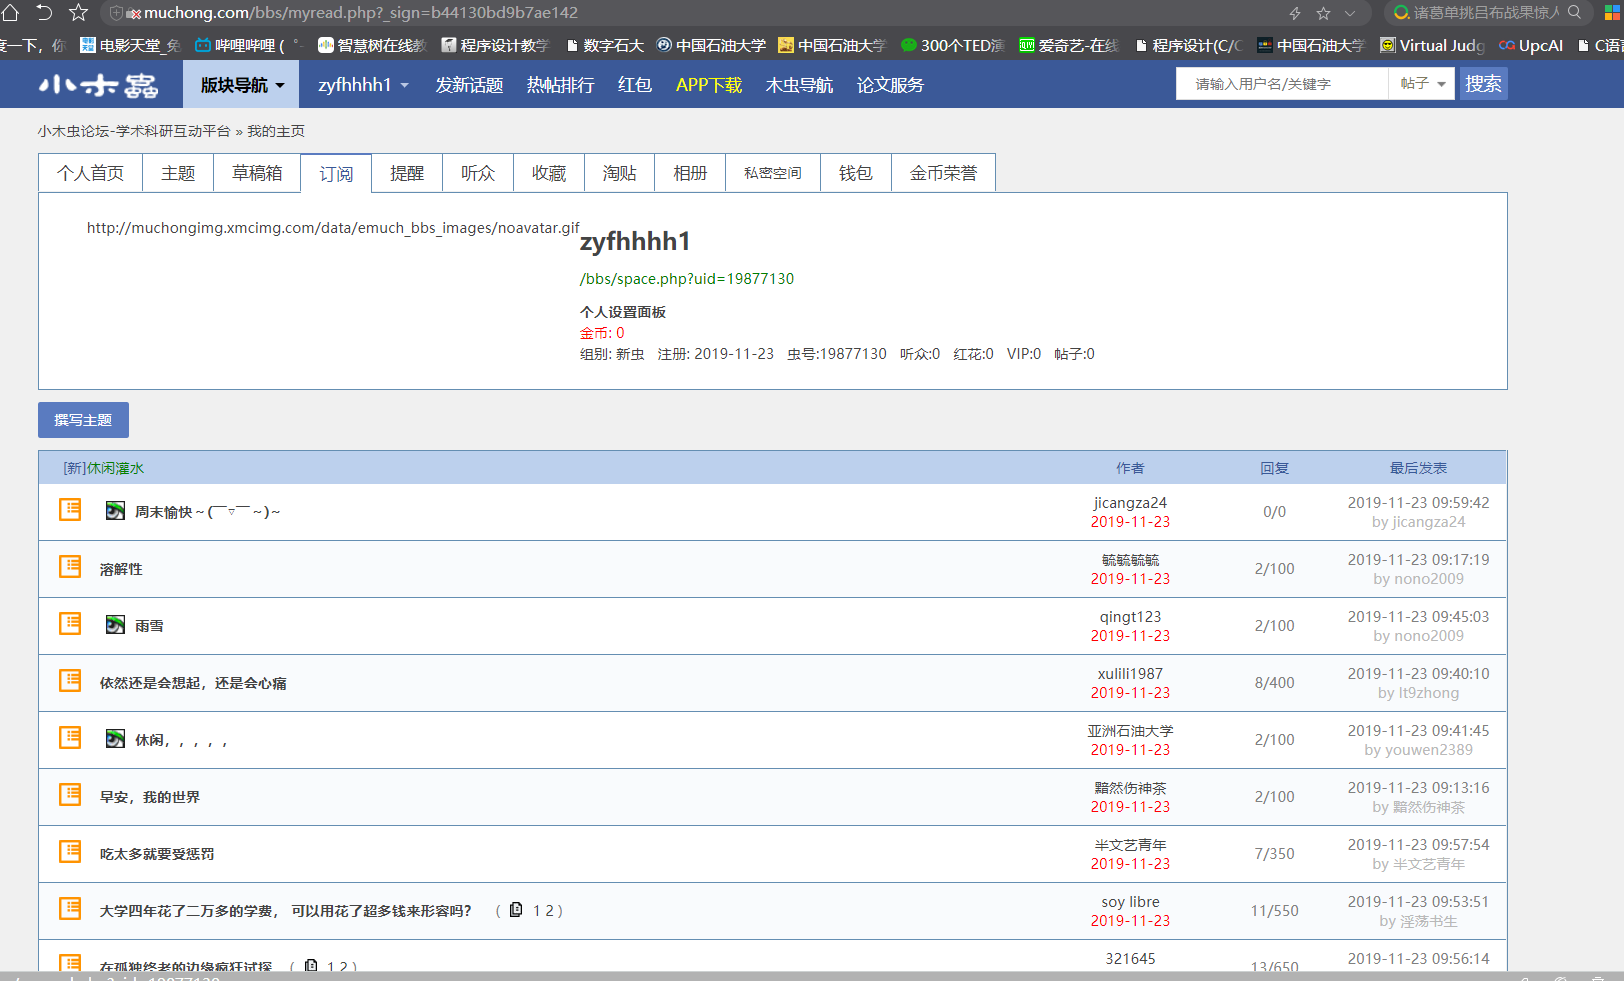 muchong.com/bbs/myread.php?_sign=b44130bd9b7ae142
诸葛单挑吕布战果惊人
度一下，你 电影天堂_免 哔哩哔哩 ( ゜- 智慧树在线教 程序设计教学 数字石大 中国石油大学 中国石油大学 300个TED演 爱奇艺-在线 程序设计(C/C 中国石油大学 Virtual Judg UpcAI C语言
小木虫 版块导航 zyfhhhh1 发新话题 热帖排行 红包 APP下载 木虫导航 论文服务 请输入用户名/关键字 帖子 搜索
小木虫论坛-学术科研互动平台 » 我的主页
个人首页 主题 草稿箱 订阅 提醒 听众 收藏 淘贴 相册 私密空间 钱包 金币荣誉
http://muchongimg.xmcimg.com/data/emuch_bbs_images/noavatar.gif
zyfhhhh1
/bbs/space.php?uid=19877130
个人设置面板
金币: 0
组别: 新虫 注册: 2019-11-23 虫号:19877130 听众:0 红花:0 VIP:0 帖子:0
撰写主题
[新]休闲灌水 作者 回复 最后发表
周末愉快～(￣▽￣～)～ jicangza24 0/0 2019-11-23 09:59:42
2019-11-23 by jicangza24
溶解性 毓毓毓毓 2/100 2019-11-23 09:17:19
2019-11-23 by nono2009
雨雪 qingt123 2/100 2019-11-23 09:45:03
2019-11-23 by nono2009
依然还是会想起，还是会心痛 xulili1987 8/400 2019-11-23 09:40:10
2019-11-23 by lt9zhong
休闲，，，，， 亚洲石油大学 2/100 2019-11-23 09:41:45
2019-11-23 by youwen2389
早安，我的世界 黯然伤神茶 2/100 2019-11-23 09:13:16
2019-11-23 by 黯然伤神茶
吃太多就要受惩罚 半文艺青年 7/350 2019-11-23 09:57:54
2019-11-23 by 半文艺青年
大学四年花了二万多的学费， 可以用花了超多钱来形容吗？ ( 1 2 ) soy libre 11/550 2019-11-23 09:53:51
2019-11-23 by 淫荡书生
在孤独终老的边缘疯狂试探 ( 1 2 ) 321645 13/650 2019-11-23 09:56:14